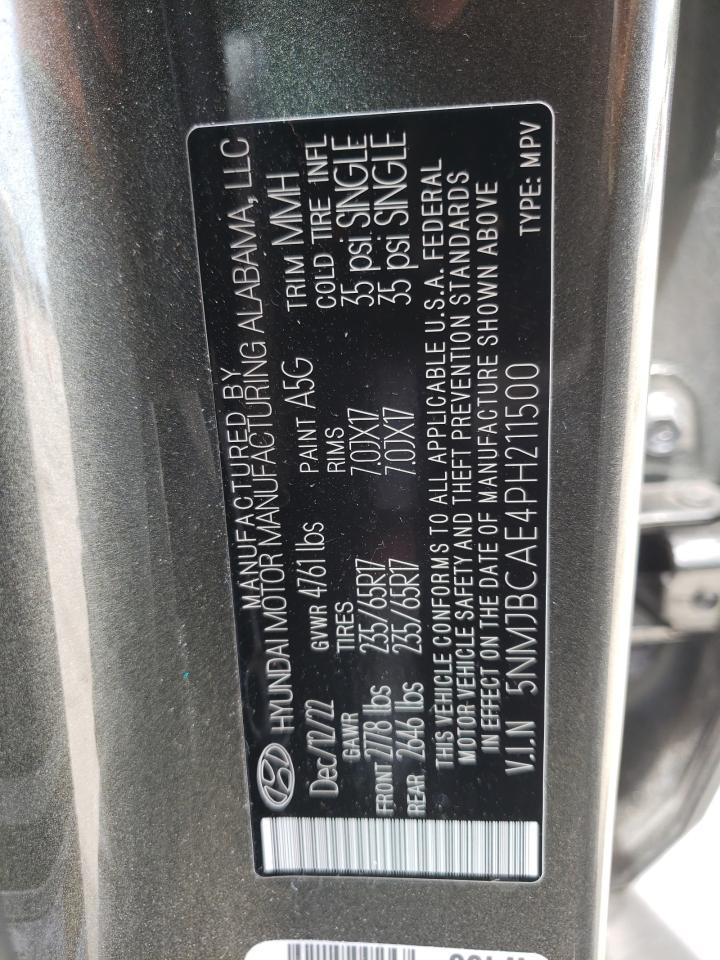 MANUFACTURED BY
HYUNDAI MOTOR MANUFACTURING ALABAMA, LLC
Dec/12/22 GVWR 4761 lbs PAINT A5G TRIM MMH
GAWR TIRES RIMS COLD TIRE INFL
FRONT 2778 lbs 235/65R17 7.0JX17 35 psi SINGLE
REAR 2646 lbs 235/65R17 7.0JX17 35 psi SINGLE
THIS VEHICLE CONFORMS TO ALL APPLICABLE U.S.A. FEDERAL
MOTOR VEHICLE SAFETY AND THEFT PREVENTION STANDARDS
IN EFFECT ON THE DATE OF MANUFACTURE SHOWN ABOVE
V.I.N 5NMJBCAE4PH211500 TYPE: MPV